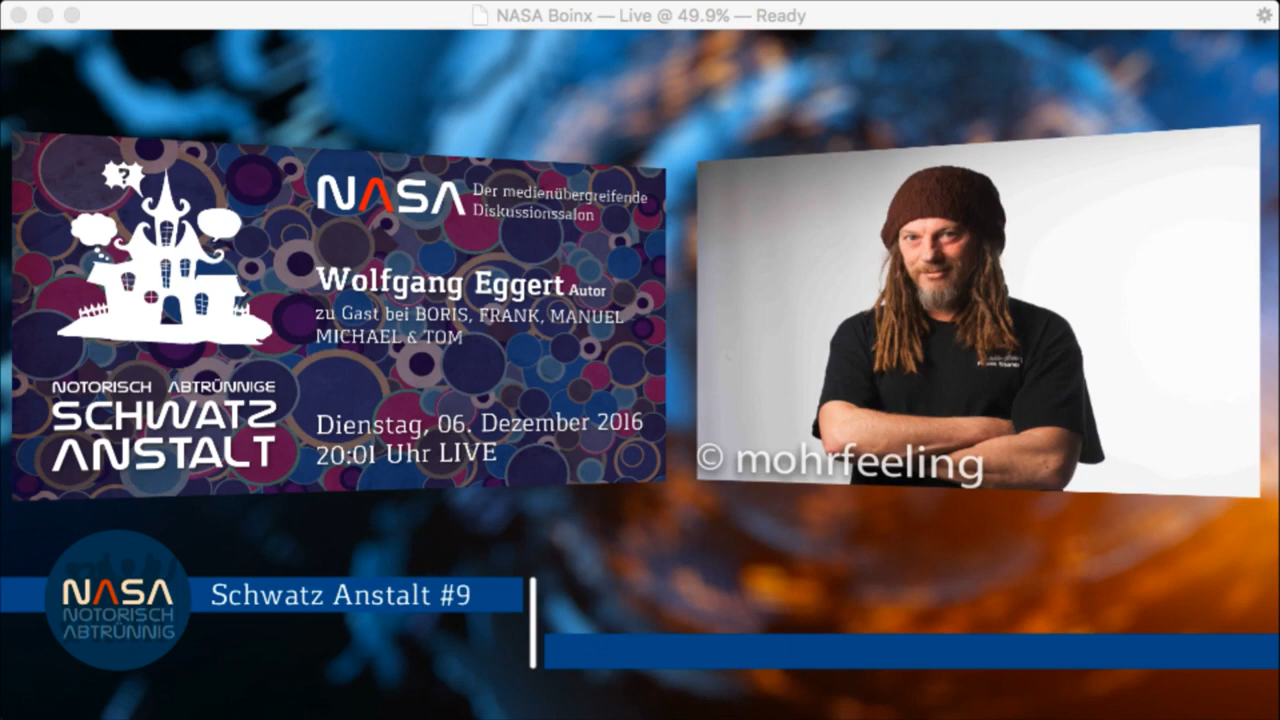 NASA Boinx — Live @ 49.9% — Ready
?
NASA
Der medienübergreifende
Diskussionssalon
Wolfgang Eggert Autor
zu Gast bei BORIS, FRANK, MANUEL
MICHAEL & TOM
NOTORISCH ABTRÜNNIGE
SCHWATZ
ANSTALT
Dienstag, 06. Dezember 2016
20:01 Uhr LIVE
© mohrfeeling
NASA
NOTORISCH
ABTRÜNNIG
Schwatz Anstalt #9